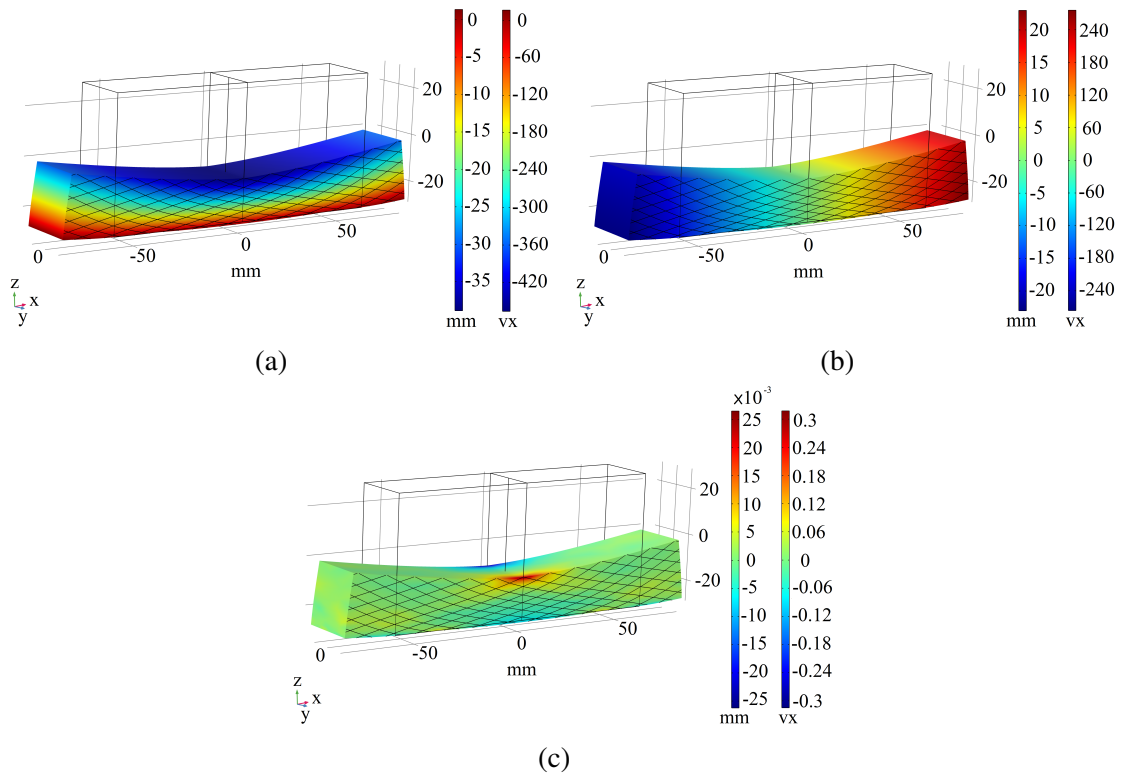 0 0
-5 -60
-10 -120
-15 -180
-20 -240
-25 -300
-30 -360
-35 -420
mm vx
20
0
-20
0 -50 0 50
mm
z
x
y
(a)
20 240
15 180
10 120
5 60
0 0
-5 -60
-10 -120
-15 -180
-20 -240
mm vx
20
0
-20
0 -50 0 50
mm
z
x
y
(b)
×10⁻³
25 0.3
20 0.24
15 0.18
10 0.12
5 0.06
0 0
-5 -0.06
-10 -0.12
-15 -0.18
-20 -0.24
-25 -0.3
mm vx
20
0
-20
0 -50 0 50
mm
z
x
y
(c)